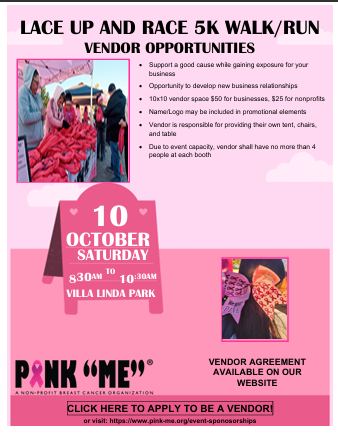 LACE UP AND RACE 5K WALK/RUN
VENDOR OPPORTUNITIES
• Support a good cause while gaining exposure for your
business
• Opportunity to develop new business relationships
• 10x10 vendor space $50 for businesses, $25 for nonprofits
• Name/Logo may be included in promotional elements
• Vendor is responsible for providing their own tent, chairs,
and table
• Due to event capacity, vendor shall have no more than 4
people at each booth
10
OCTOBER
SATURDAY
830AM TO 10:30AM
VILLA LINDA PARK
PINK “ME”®
A NON-PROFIT BREAST CANCER ORGANIZATION
VENDOR AGREEMENT
AVAILABLE ON OUR
WEBSITE
CLICK HERE TO APPLY TO BE A VENDOR!
or visit: https://www.pink-me.org/event-sponosorships